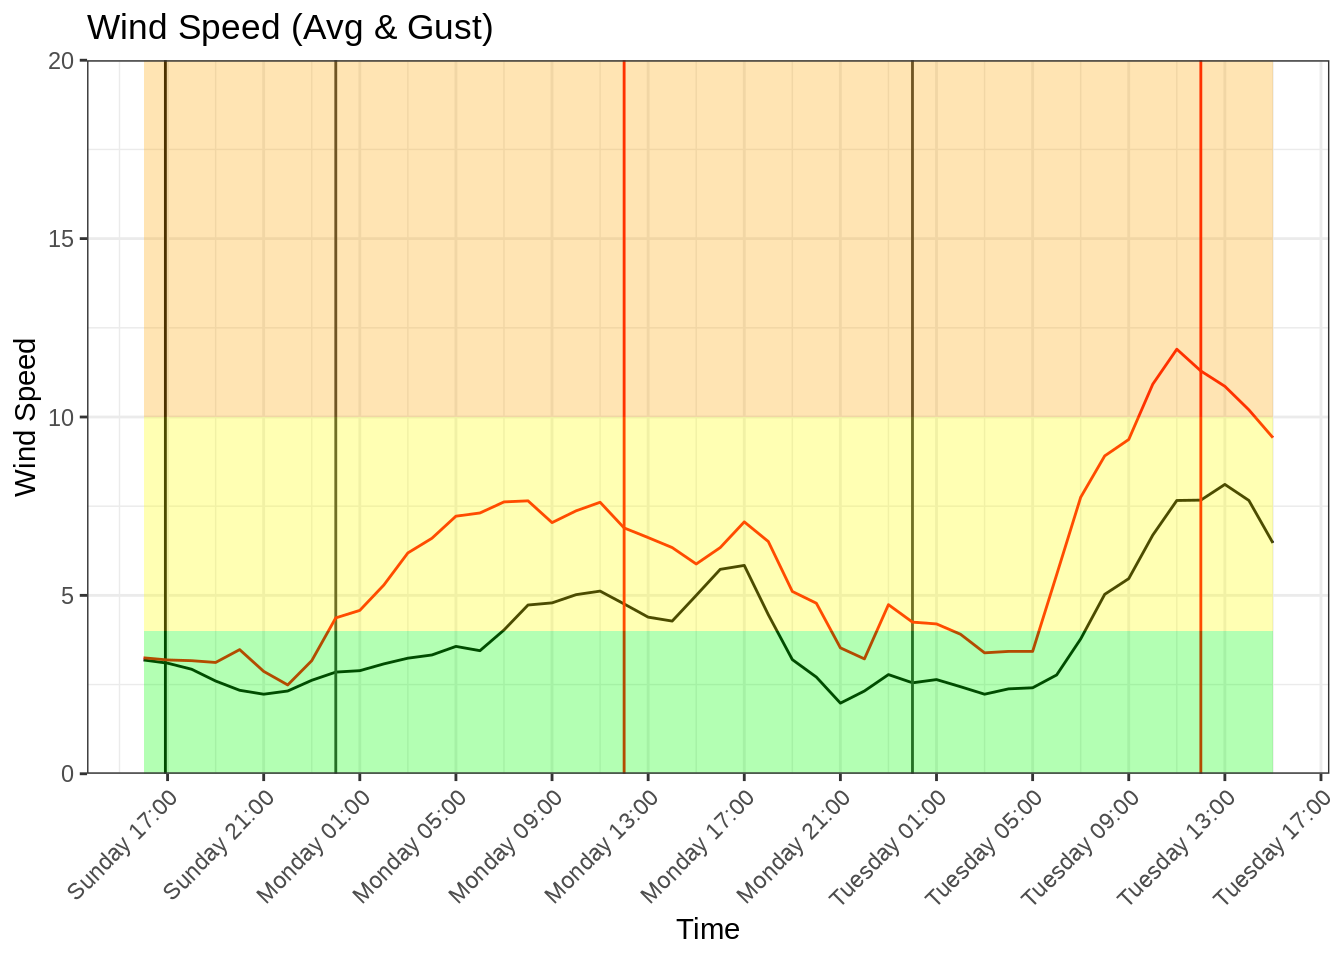 Wind Speed (Avg & Gust)
20
15
10
5
0
Wind Speed
Sunday 17:00
Sunday 21:00
Monday 01:00
Monday 05:00
Monday 09:00
Monday 13:00
Monday 17:00
Monday 21:00
Tuesday 01:00
Tuesday 05:00
Tuesday 09:00
Tuesday 13:00
Tuesday 17:00
Time